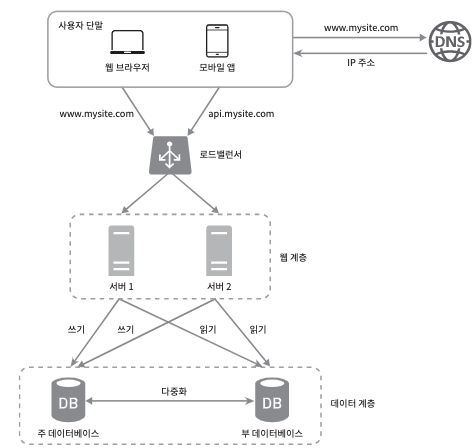 사용자 단말
www.mysite.com
DNS
웹 브라우저
모바일 앱
IP 주소
www.mysite.com
api.mysite.com
로드밸런서
웹 계층
서버 1
서버 2
쓰기
쓰기
읽기
읽기
다중화
데이터 계층
DB
DB
주 데이터베이스
부 데이터베이스